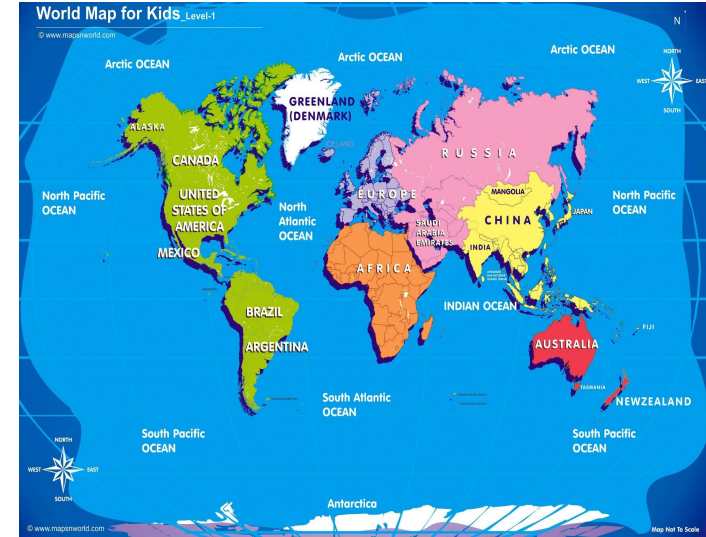 World Map for Kids_Level-1
© www.mapsnworld.com
N
Arctic OCEAN
Arctic OCEAN
Arctic OCEAN
NORTH
WEST
EAST
SOUTH
GREENLAND
(DENMARK)
ALASKA
ICELAND
CANADA
RUSSIA
North Pacific
OCEAN
UNITED
STATES OF
AMERICA
North
Atlantic
OCEAN
EUROPE
MANGOLIA
North Pacific
OCEAN
CHINA
JAPAN
SAUDI
ARABIA
EMIRATES
INDIA
MEXICO
AFRICA
INDIAN OCEAN
BRAZIL
FIJI
ARGENTINA
AUSTRALIA
TASMANIA
NEWZEALAND
South Atlantic
OCEAN
South Pacific
OCEAN
South Pacific
OCEAN
NORTH
WEST
EAST
SOUTH
Antarctica
© www.mapsnworld.com
Map Not To Scale